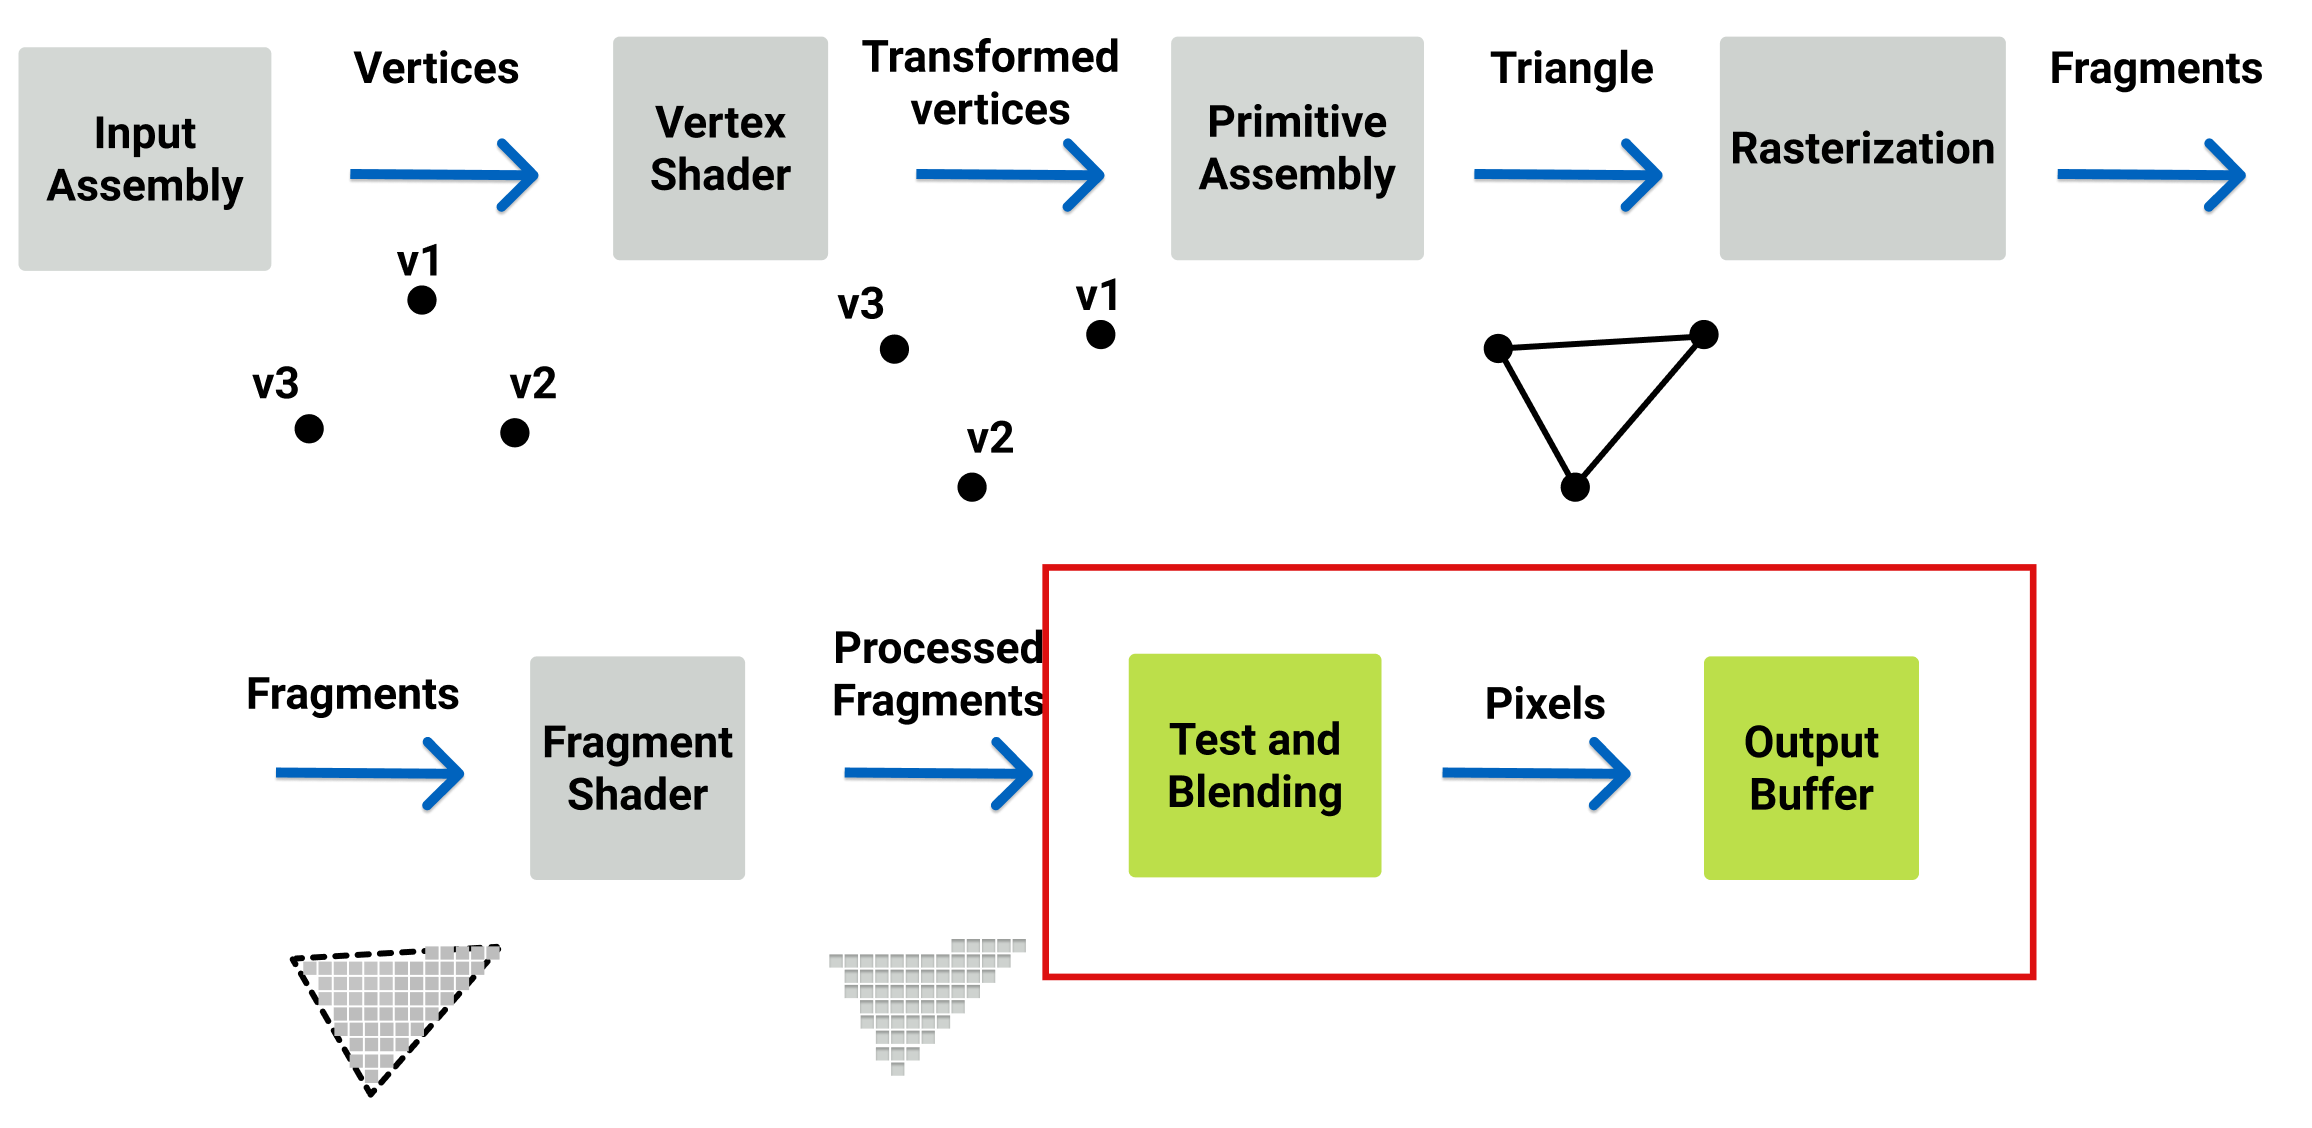 Input
Assembly
Vertices
Vertex
Shader
Transformed
vertices
Primitive
Assembly
Triangle
Rasterization
Fragments
v1
v3
v2
v3
v1
v2
Fragments
Fragment
Shader
Processed
Fragments
Test and
Blending
Pixels
Output
Buffer